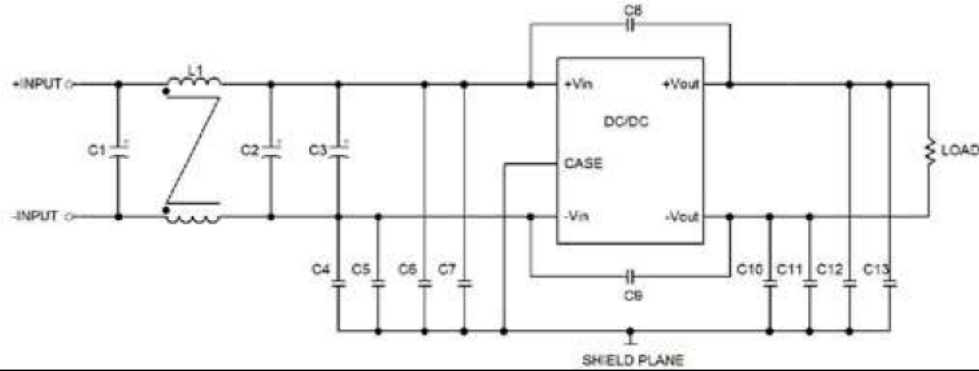 C8
+INPUT
L1
+Vin
+Vout
DC/DC
C1
C2
C3
CASE
LOAD
-INPUT
-Vin
-Vout
C4
C5
C6
C7
C9
C10
C11
C12
C13
SHIELD PLANE